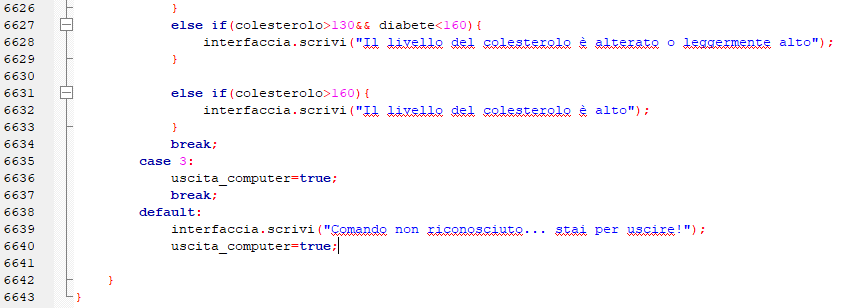 6626 }
6627 else if(colesterolo>130&& diabete<160){
6628 interfaccia.scrivi("Il livello del colesterolo è alterato o leggermente alto");
6629 }
6630
6631 else if(colesterolo>160){
6632 interfaccia.scrivi("Il livello del colesterolo è alto");
6633 }
6634 break;
6635 case 3:
6636 uscita_computer=true;
6637 break;
6638 default:
6639 interfaccia.scrivi("Comando non riconosciuto... stai per uscire!");
6640 uscita_computer=true;
6641
6642 }
6643 }